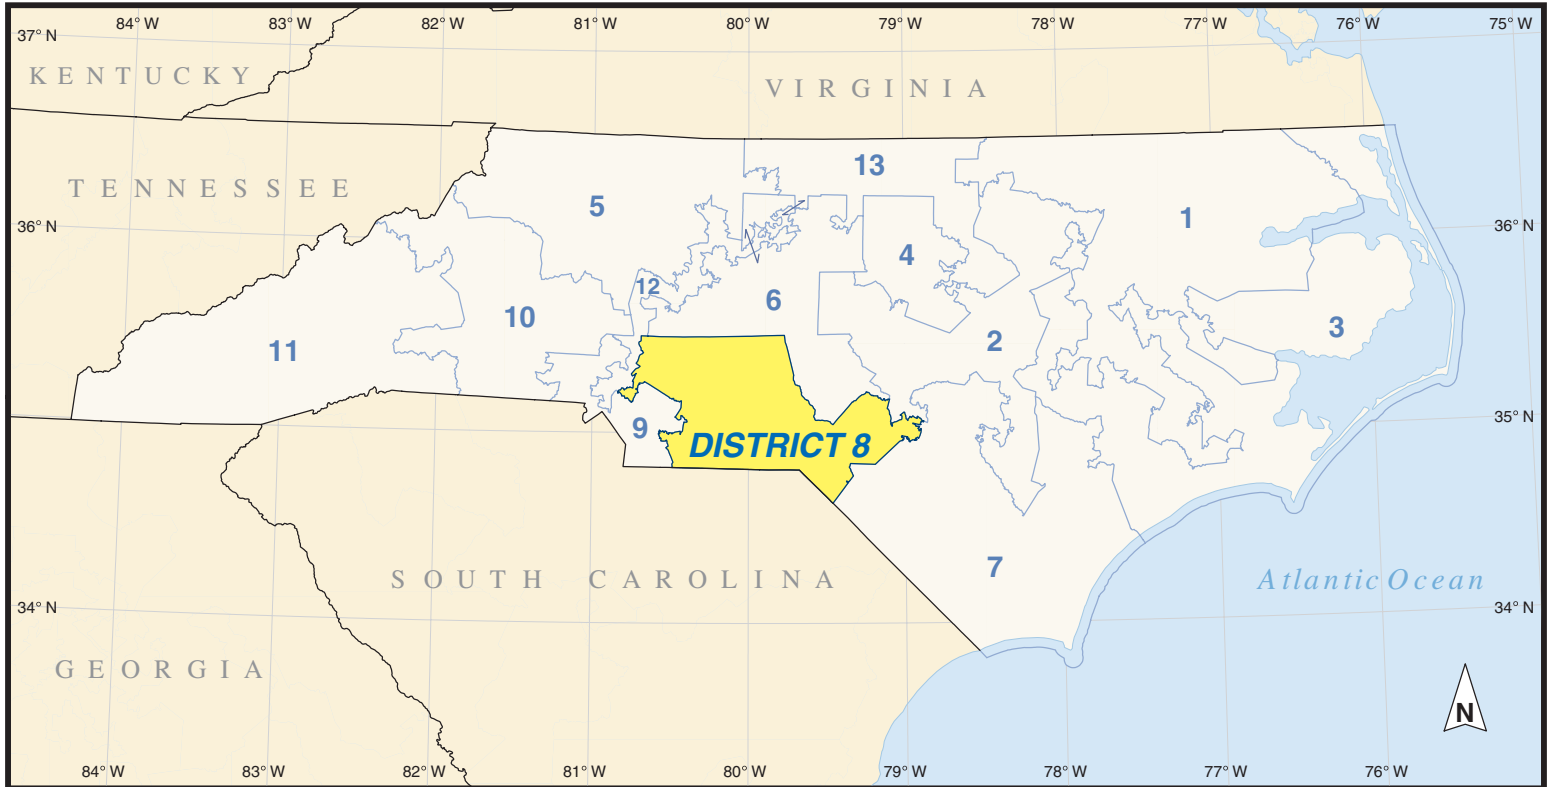 84° W 83° W 82° W 81° W 80° W 79° W 78° W 77° W 76° W 75° W
37° N
KENTUCKY
VIRGINIA
13
TENNESSEE
5
1
36° N
36° N
4
12
6
10
3
2
11
35° N
35° N
9
DISTRICT 8
7
SOUTH CAROLINA
Atlantic Ocean
34° N
34° N
GEORGIA
N
84° W 83° W 82° W 81° W 80° W 79° W 78° W 77° W 76° W